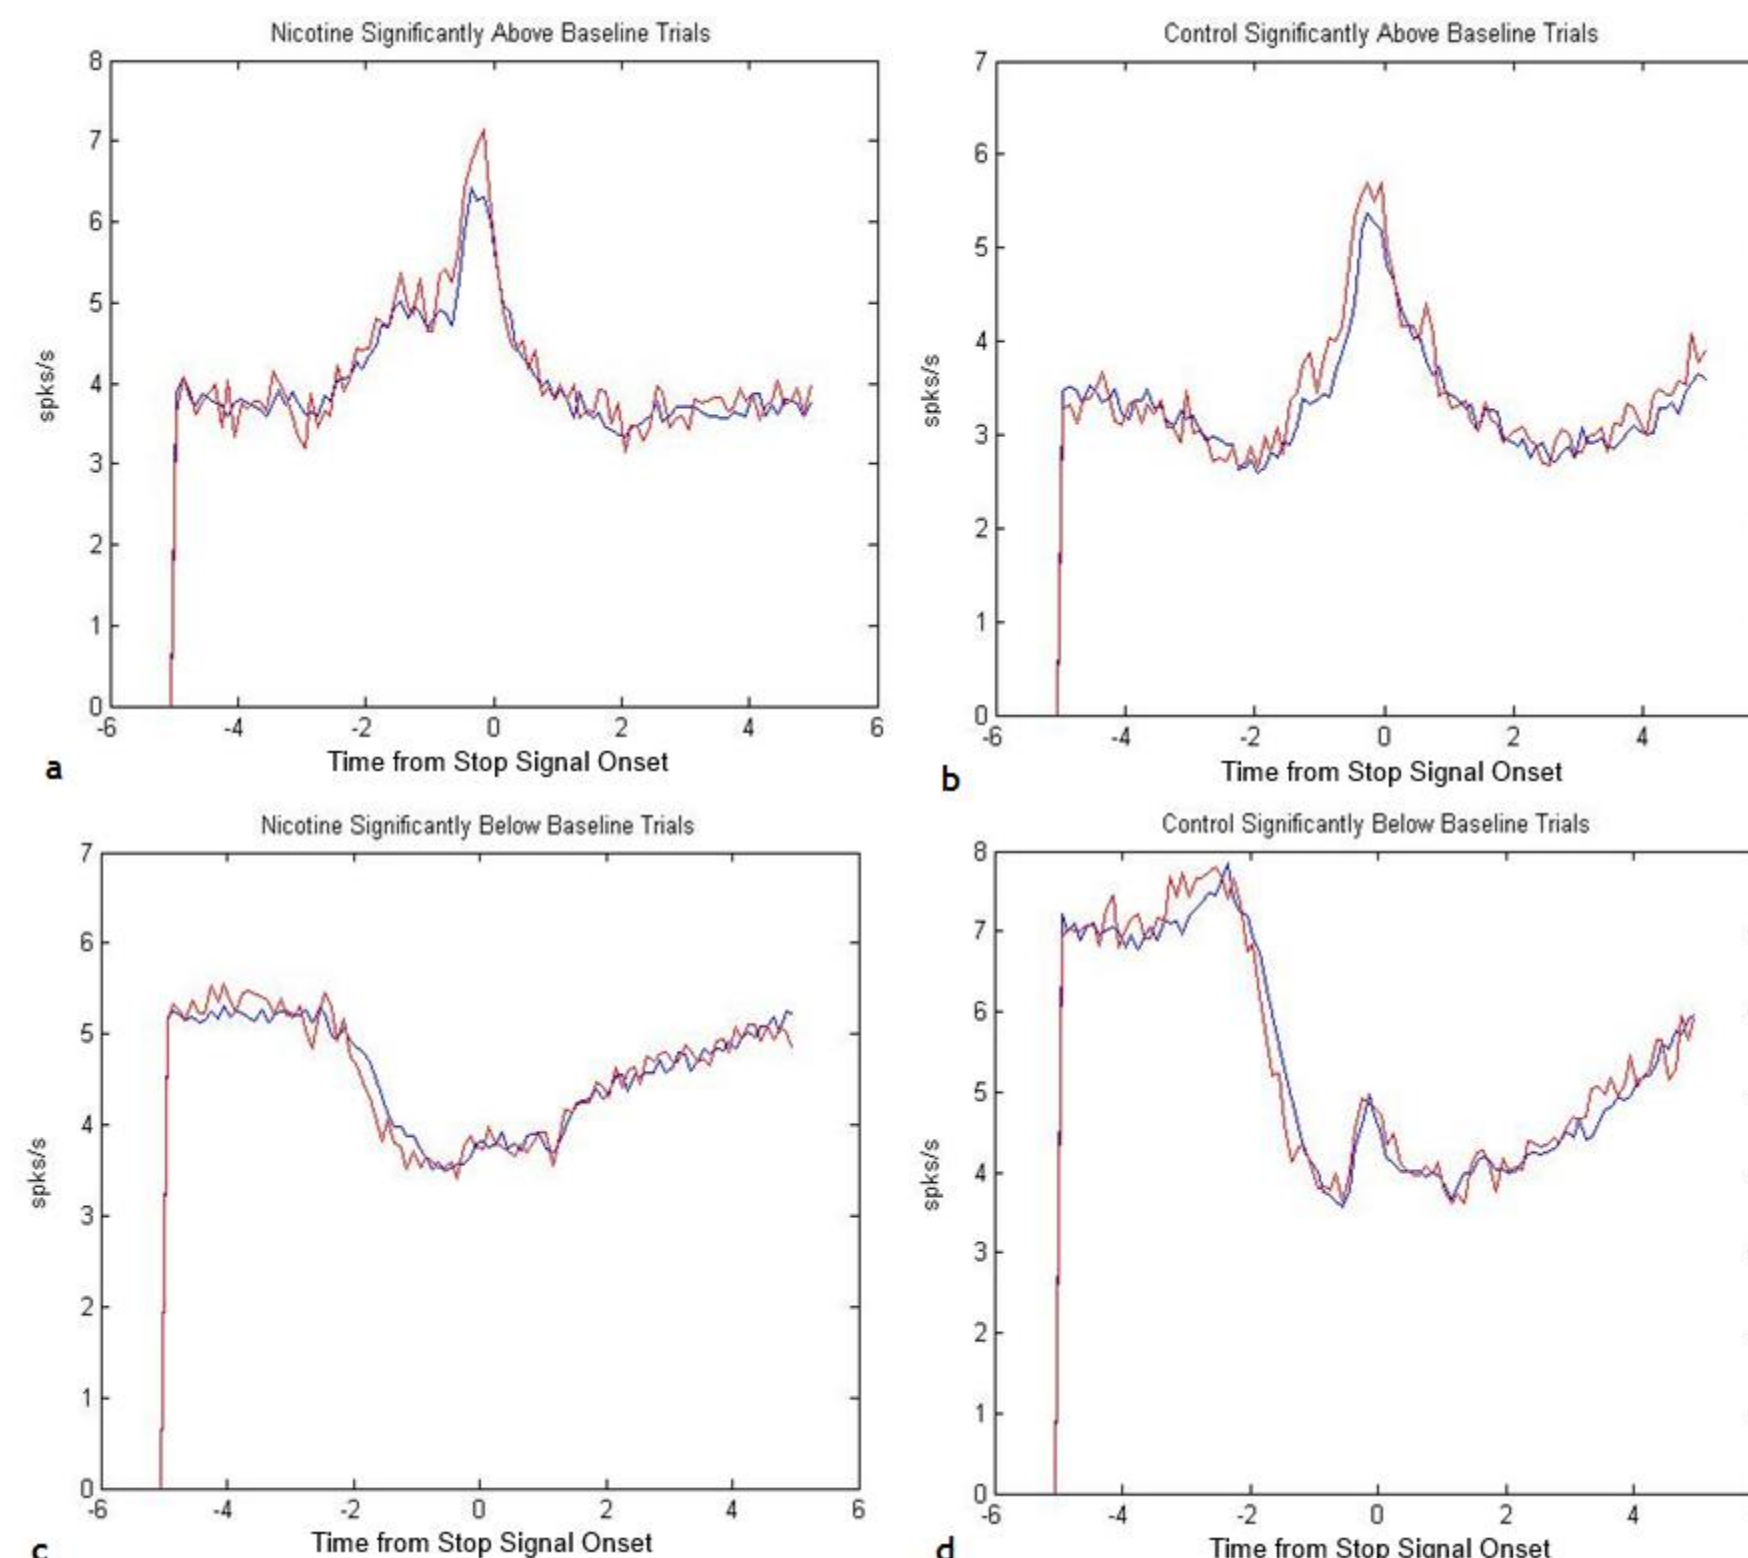 Nicotine Significantly Above Baseline Trials
8
7
6
5
4
3
2
1
0
spks/s
-6 -4 -2 0 2 4 6
Time from Stop Signal Onset
a
Control Significantly Above Baseline Trials
7
6
5
4
3
2
1
0
spks/s
-6 -4 -2 0 2 4
Time from Stop Signal Onset
b
Nicotine Significantly Below Baseline Trials
7
6
5
4
3
2
1
0
spks/s
-6 -4 -2 0 2 4 6
Time from Stop Signal Onset
c
Control Significantly Below Baseline Trials
8
7
6
5
4
3
2
1
0
spks/s
-6 -4 -2 0 2 4
Time from Stop Signal Onset
d